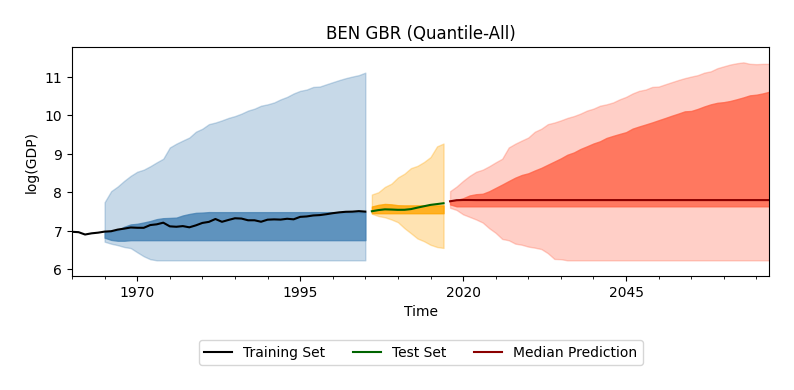 BEN GBR (Quantile-All)
log(GDP)
11
10
9
8
7
6
1970
1995
2020
2045
Time
Training Set
Test Set
Median Prediction